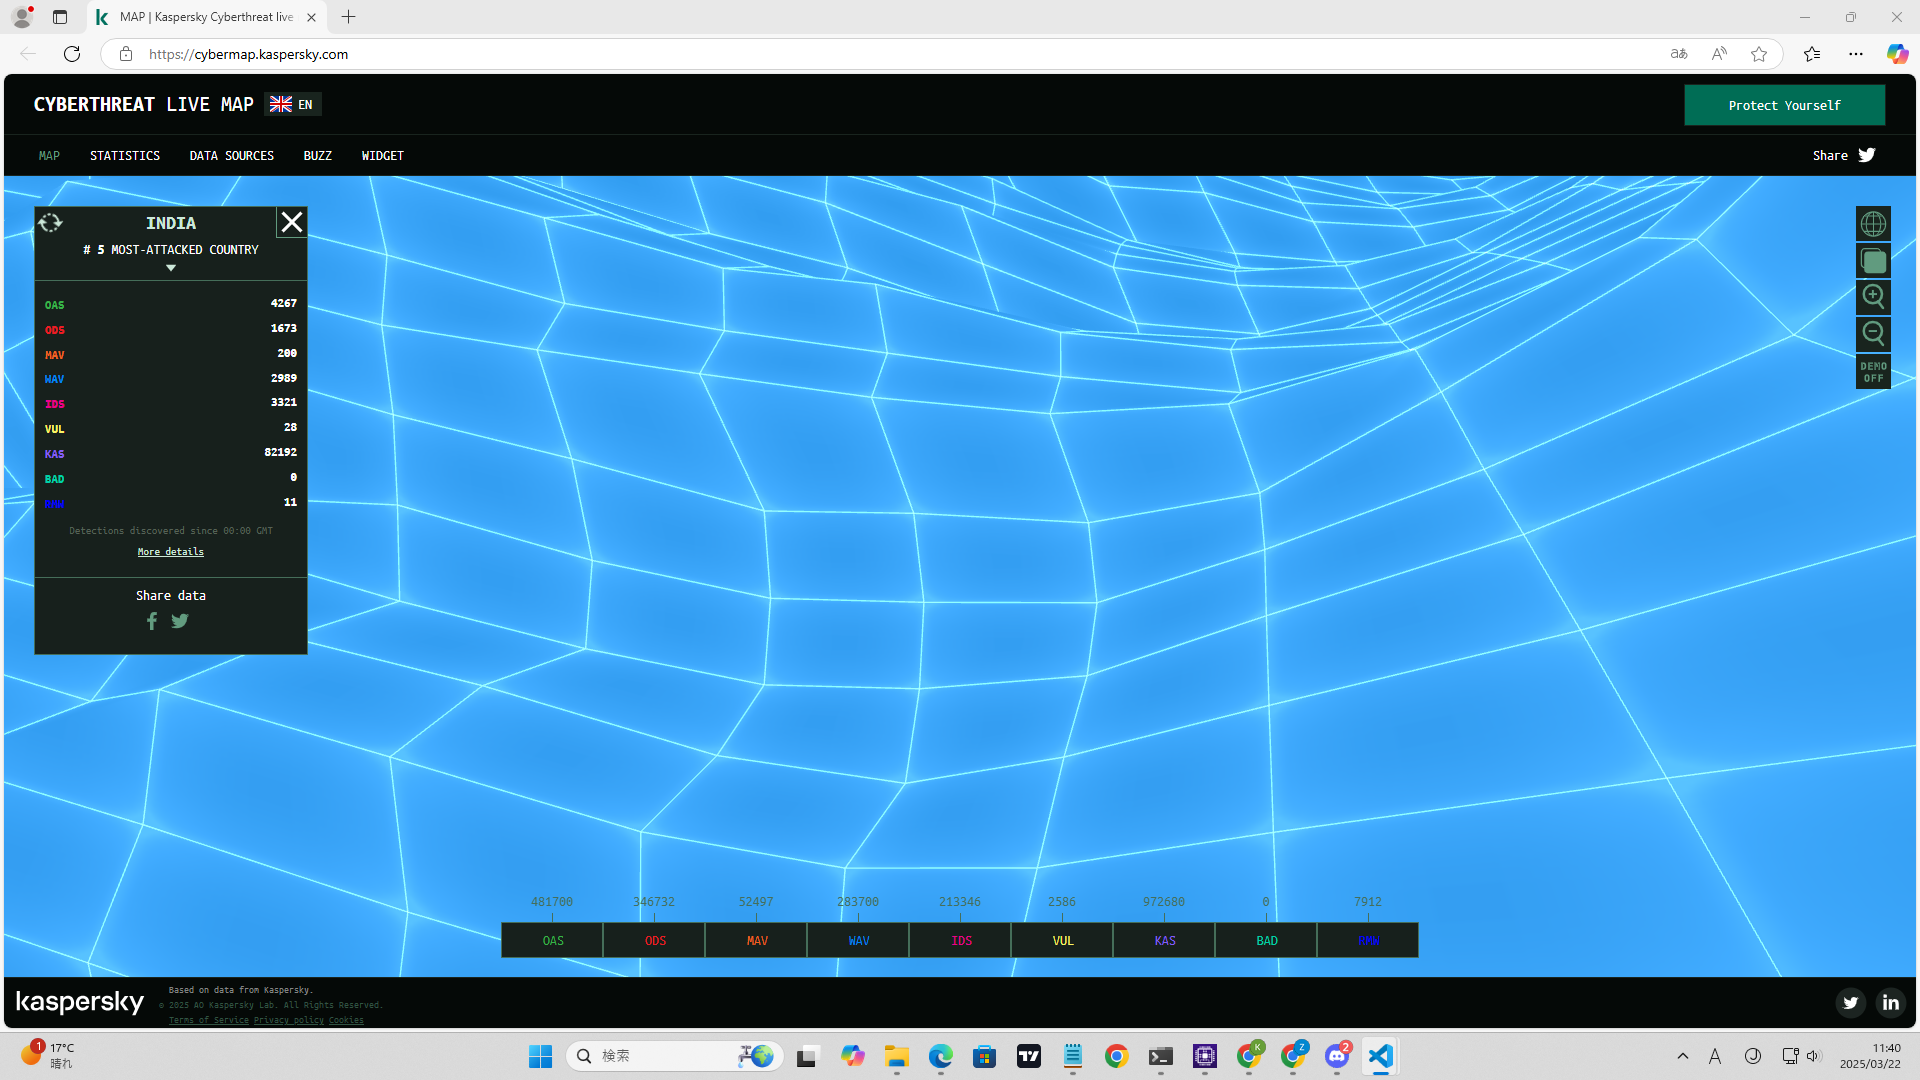 MAP | Kaspersky Cyberthreat live
https://cybermap.kaspersky.com
CYBERTHREAT LIVE MAP EN
Protect Yourself
MAP STATISTICS DATA SOURCES BUZZ WIDGET
Share
INDIA
# 5 MOST-ATTACKED COUNTRY
OAS 4267
ODS 1673
MAV 200
WAV 2989
IDS 3321
VUL 28
KAS 82192
BAD 0
RMW 11
Detections discovered since 00:00 GMT
More details
Share data
DEMO
OFF
481700 346732 52497 283700 213346 2586 972680 0 7912
OAS ODS MAV WAV IDS VUL KAS BAD RMW
kaspersky
Based on data from Kaspersky.
© 2025 AO Kaspersky Lab. All Rights Reserved.
Terms of Service Privacy policy Cookies
1
17°C
晴れ
検索
K
Z
2
A
11:40
2025/03/22